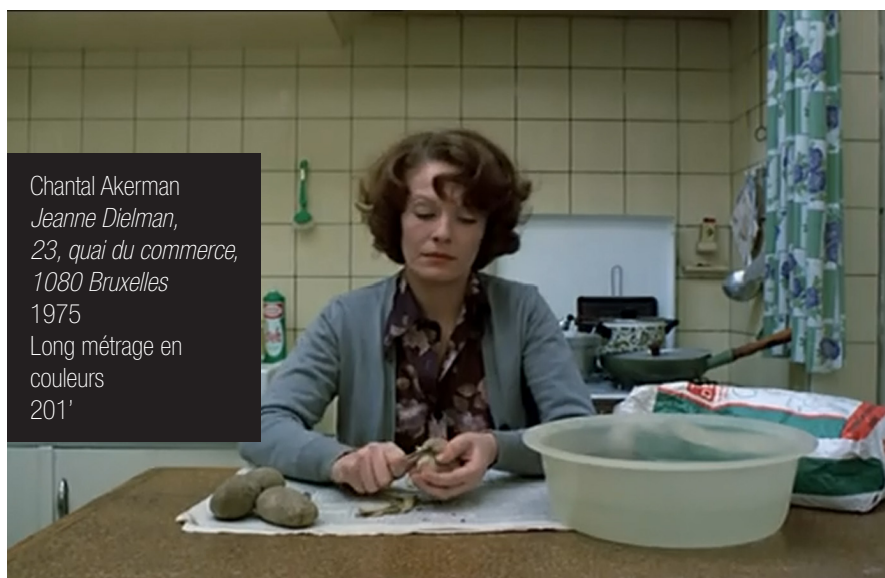 Chantal Akerman
Jeanne Dielman,
23, quai du commerce,
1080 Bruxelles
1975
Long métrage en
couleurs
201’